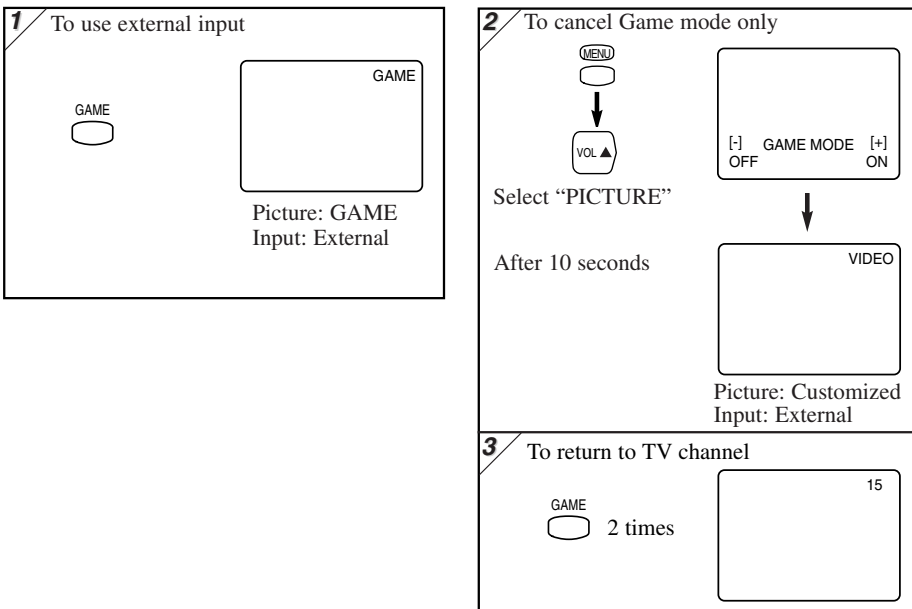 1 To use external input
GAME
GAME
Picture: GAME
Input: External
2 To cancel Game mode only
MENU
VOL ▲
[-] GAME MODE [+]
OFF ON
Select “PICTURE”
After 10 seconds
VIDEO
Picture: Customized
Input: External
3 To return to TV channel
15
GAME
2 times